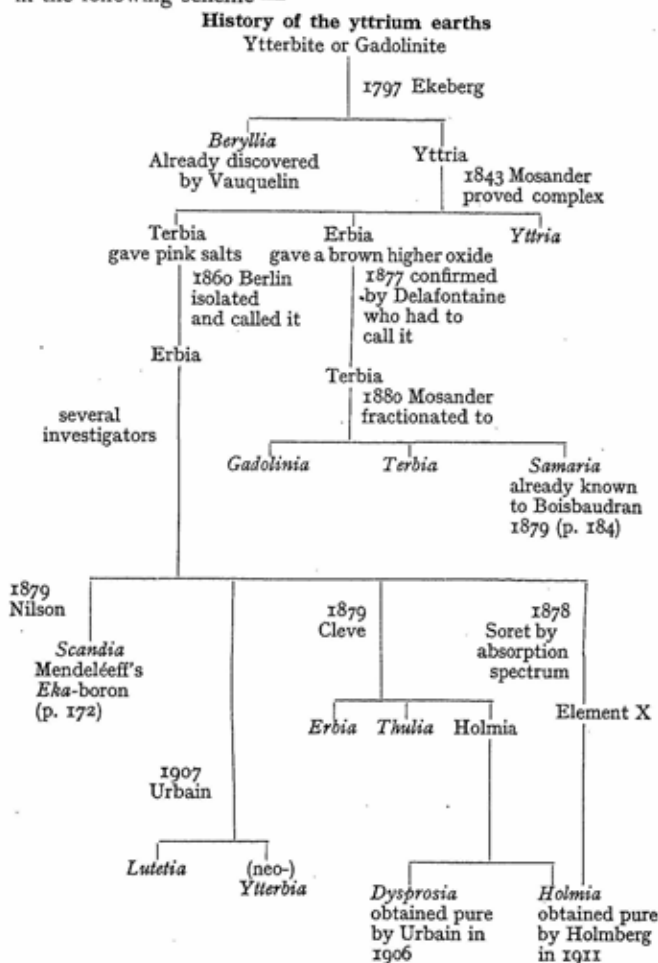 in the following scheme—
History of the yttrium earths
Ytterbite or Gadolinite
1797 Ekeberg
Beryllia
Already discovered
by Vauquelin
Yttria
1843 Mosander
proved complex
Terbia
gave pink salts
Erbia
gave a brown higher oxide
Yttria
1860 Berlin
isolated
and called it
1877 confirmed
by Delafontaine
who had to
call it
Erbia
Terbia
1880 Mosander
fractionated to
several
investigators
Gadolinia
Terbia
Samaria
already known
to Boisbaudran
1879 (p. 184)
1879
Nilson
Scandia
Mendeléeff's
Eka-boron
(p. 172)
1907
Urbain
Lutetia
(neo-)
Ytterbia
1879
Cleve
Erbia
Thulia
Holmia
1878
Soret by
absorption
spectrum
Element X
Dysprosia
obtained pure
by Urbain in
1906
Holmia
obtained pure
by Holmberg
in 1911